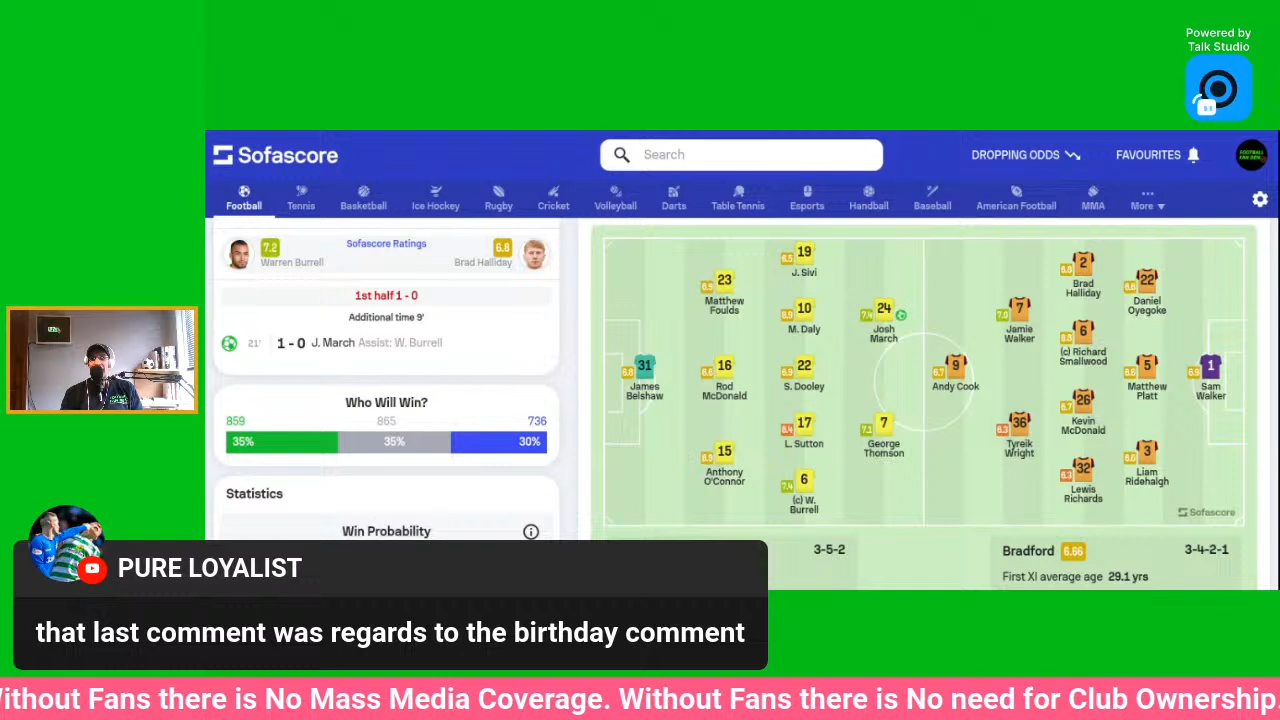 Powered by
Talk Studio
Sofascore
Search
DROPPING ODDS
FAVOURITES
Football
Tennis
Basketball
Ice Hockey
Rugby
Cricket
Volleyball
Darts
Table Tennis
Esports
Handball
Baseball
American Football
MMA
More
7.2
Warren Burrell
Sofascore Ratings
6.8
Brad Halliday
1st half 1 - 0
Additional time 9'
21'
1 - 0 J. March Assist: W. Burrell
Who Will Win?
859 865 736
35% 35% 30%
Statistics
Win Probability
31
James
Belshaw
23
Matthew
Foulds
16
Rod
McDonald
15
Anthony
O'Connor
19
J. Sivi
10
M. Daly
22
S. Dooley
17
L. Sutton
6
(c) W.
Burrell
24
Josh
March
7
George
Thomson
9
Andy Cook
7
Jamie
Walker
36
Tyreik
Wright
2
Brad
Halliday
6
(c) Richard
Smallwood
26
Kevin
McDonald
32
Lewis
Richards
22
Daniel
Oyegoke
5
Matthew
Platt
3
Liam
Ridehalgh
1
Sam
Walker
Sofascore
3-5-2
Bradford 6.66 3-4-2-1
First XI average age 29.1 yrs
PURE LOYALIST
that last comment was regards to the birthday comment
Without Fans there is No Mass Media Coverage. Without Fans there is No need for Club Ownership.